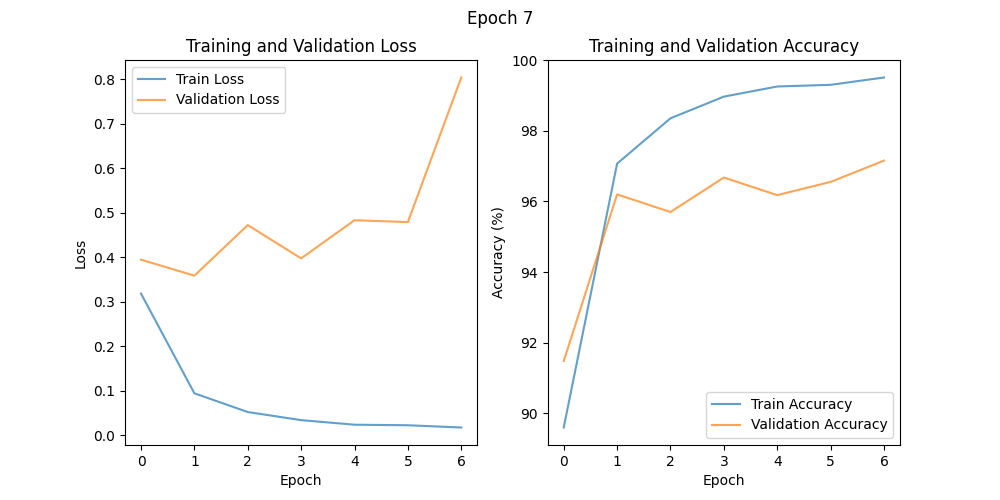 Epoch 7
Training and Validation Loss
Train Loss
Validation Loss
0.8
0.7
0.6
0.5
0.4
0.3
0.2
0.1
0.0
Loss
0 1 2 3 4 5 6
Epoch
Training and Validation Accuracy
100
98
96
94
92
90
Accuracy (%)
Train Accuracy
Validation Accuracy
0 1 2 3 4 5 6
Epoch